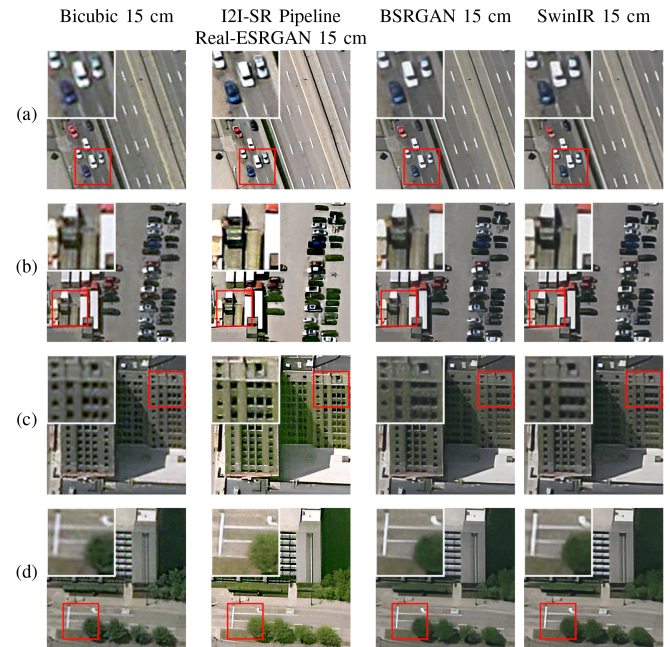 Bicubic 15 cm
I2I-SR Pipeline
Real-ESRGAN 15 cm
BSRGAN 15 cm
SwinIR 15 cm
(a)
(b)
(c)
(d)